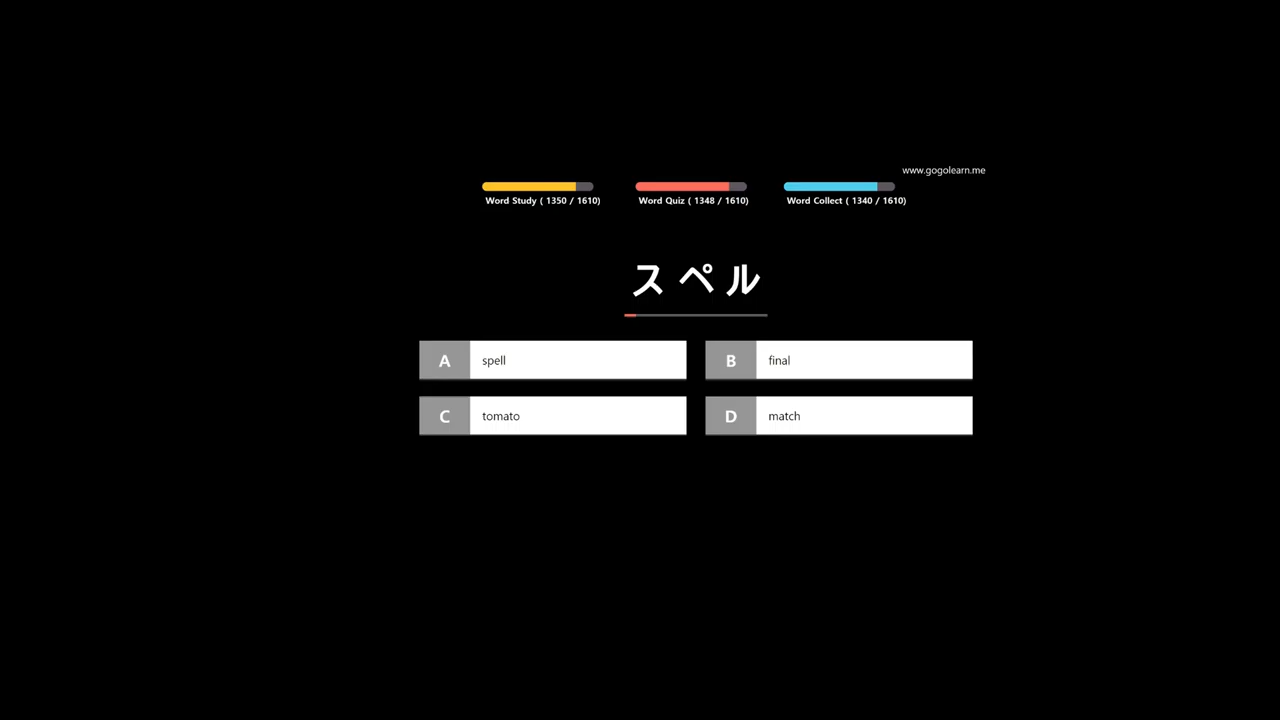 www.gogolearn.me
Word Study ( 1350 / 1610)
Word Quiz ( 1348 / 1610)
Word Collect ( 1340 / 1610)
スペル
A spell
B final
C tomato
D match